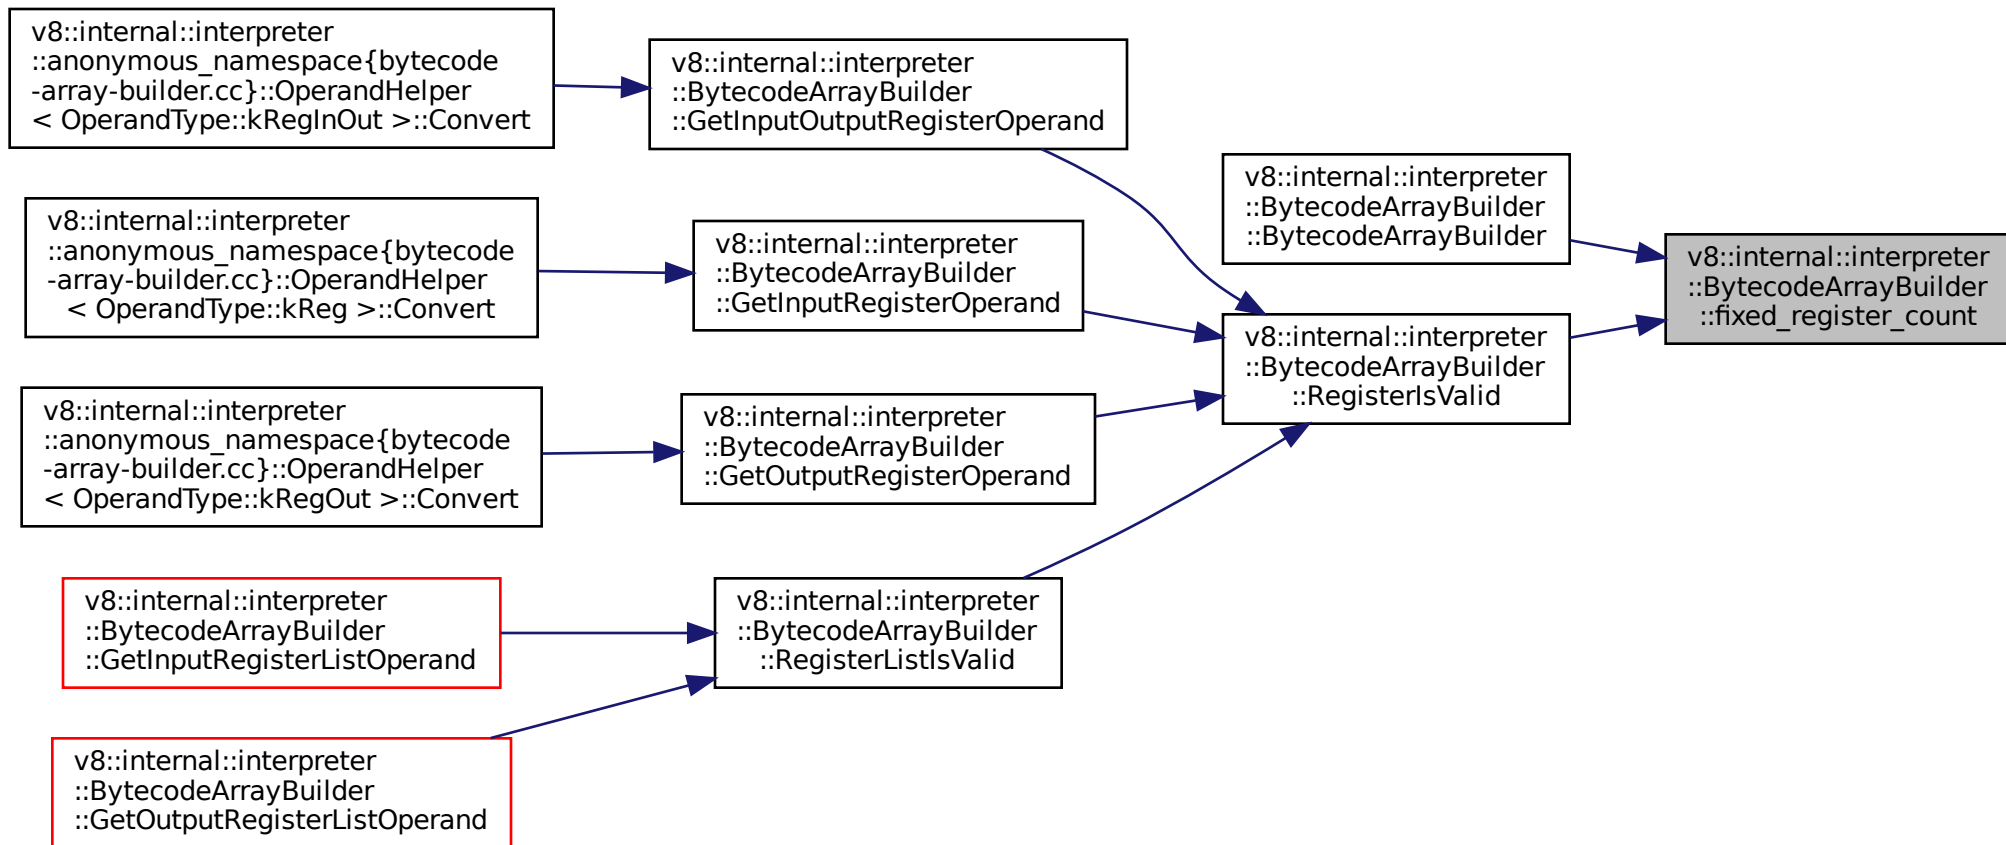 v8::internal::interpreter
::anonymous_namespace{bytecode
-array-builder.cc}::OperandHelper
< OperandType::kRegInOut >::Convert
v8::internal::interpreter
::BytecodeArrayBuilder
::GetInputOutputRegisterOperand
v8::internal::interpreter
::BytecodeArrayBuilder
::BytecodeArrayBuilder
v8::internal::interpreter
::anonymous_namespace{bytecode
-array-builder.cc}::OperandHelper
< OperandType::kReg >::Convert
v8::internal::interpreter
::BytecodeArrayBuilder
::GetInputRegisterOperand
v8::internal::interpreter
::BytecodeArrayBuilder
::fixed_register_count
v8::internal::interpreter
::BytecodeArrayBuilder
::RegisterIsValid
v8::internal::interpreter
::anonymous_namespace{bytecode
-array-builder.cc}::OperandHelper
< OperandType::kRegOut >::Convert
v8::internal::interpreter
::BytecodeArrayBuilder
::GetOutputRegisterOperand
v8::internal::interpreter
::BytecodeArrayBuilder
::GetInputRegisterListOperand
v8::internal::interpreter
::BytecodeArrayBuilder
::RegisterListIsValid
v8::internal::interpreter
::BytecodeArrayBuilder
::GetOutputRegisterListOperand